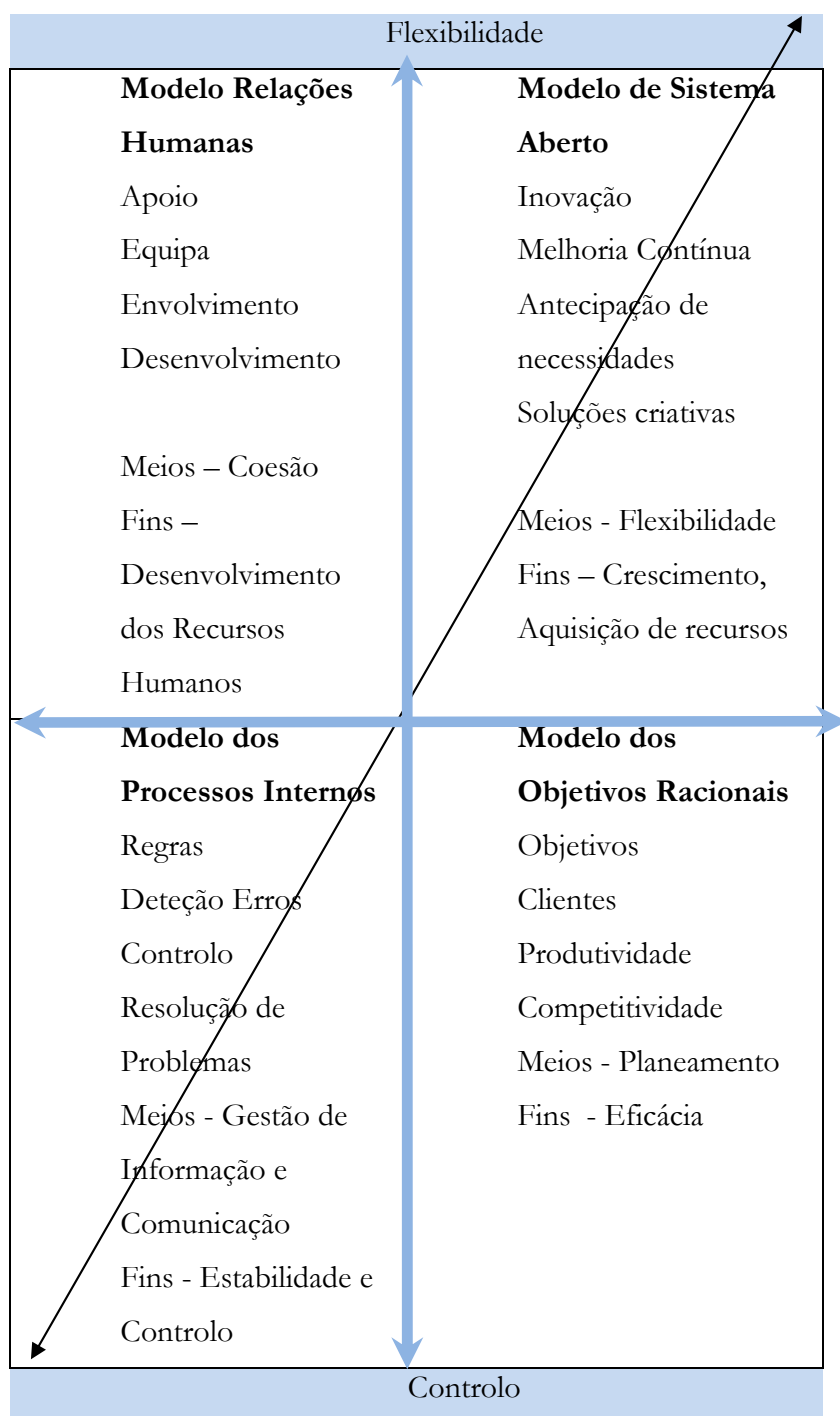 Flexibilidade
Modelo Relações
Humanas
Apoio
Equipa
Envolvimento
Desenvolvimento
Meios – Coesão
Fins –
Desenvolvimento
dos Recursos
Humanos
Modelo de Sistema
Aberto
Inovação
Melhoria Contínua
Antecipação de
necessidades
Soluções criativas
Meios - Flexibilidade
Fins – Crescimento,
Aquisição de recursos
Modelo dos
Processos Internos
Regras
Deteção Erros
Controlo
Resolução de
Problemas
Meios - Gestão de
Informação e
Comunicação
Fins - Estabilidade e
Controlo
Modelo dos
Objetivos Racionais
Objetivos
Clientes
Produtividade
Competitividade
Meios - Planeamento
Fins - Eficácia
Controlo